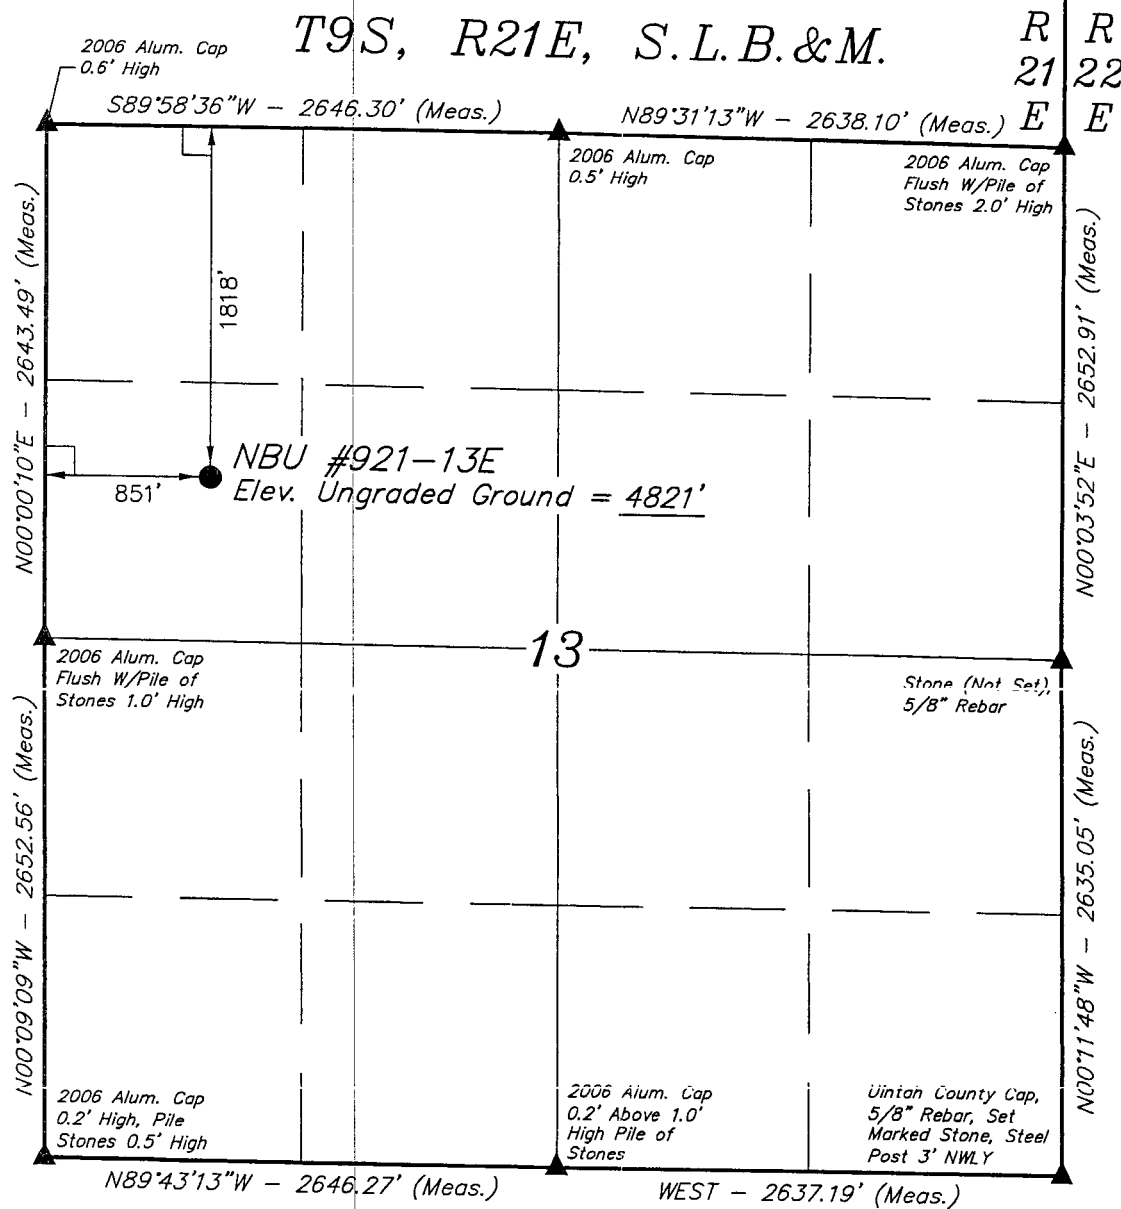 T9S, R21E, S.L.B.&M.
R R
21 22
E E
2006 Alum. Cap
0.6' High
S89°58'36"W – 2646.30' (Meas.)
N89°31'13"W – 2638.10' (Meas.)
2006 Alum. Cap
0.5' High
2006 Alum. Cap
Flush W/Pile of
Stones 2.0' High
N00°00'10"E – 2643.49' (Meas.)
1818'
N00°03'52"E – 2652.91' (Meas.)
851'
NBU #921–13E
Elev. Ungraded Ground = 4821'
13
2006 Alum. Cap
Flush W/Pile of
Stones 1.0' High
Stone (Not Set),
5/8" Rebar
N00°09'09"W – 2652.56' (Meas.)
N00°11'48"W – 2635.05' (Meas.)
2006 Alum. Cap
0.2' High, Pile
Stones 0.5' High
2006 Alum. Cap
0.2' Above 1.0'
High Pile of
Stones
Uintah County Cap,
5/8" Rebar, Set
Marked Stone, Steel
Post 3' NWLY
N89°43'13"W – 2646.27' (Meas.)
WEST – 2637.19' (Meas.)